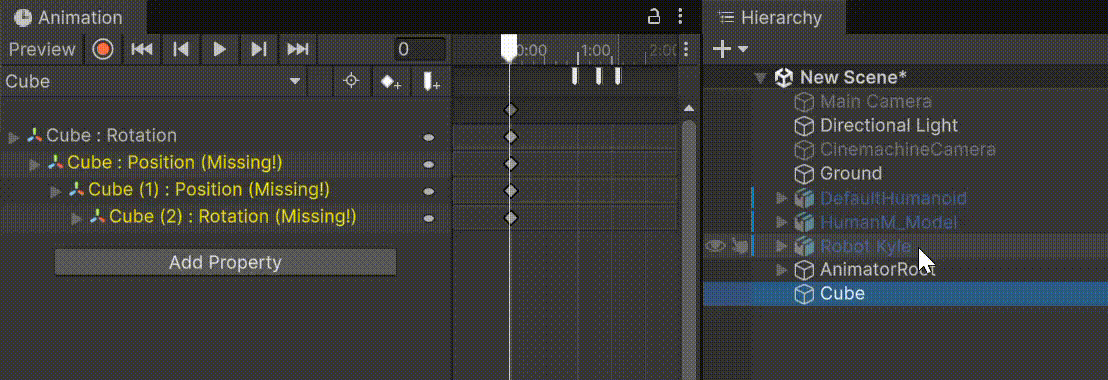 Animation
Preview
0
0:00
1:00
2:00
Cube
Cube : Rotation
Cube : Position (Missing!)
Cube (1) : Position (Missing!)
Cube (2) : Rotation (Missing!)
Add Property
Hierarchy
New Scene*
Main Camera
Directional Light
CinemachineCamera
Ground
DefaultHumanoid
HumanM_Model
Robot Kyle
AnimatorRoot
Cube